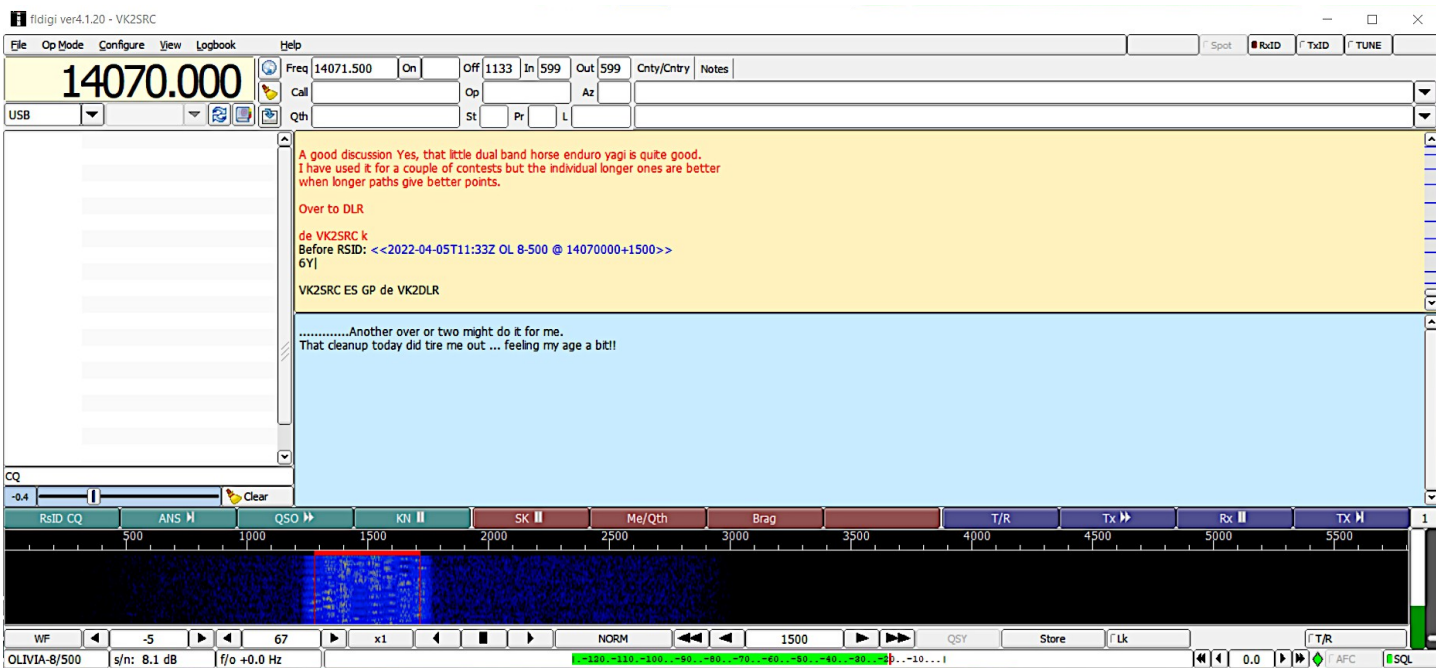 fldigi ver4.1.20 - VK2SRC
File Op Mode Configure View Logbook Help
Spot RxID TxID TUNE
14070.000
Freq 14071.500 On Off 1133 In 599 Out 599 Cnty/Cntry Notes
Call Op Az
USB
Qth St Pr L
A good discussion Yes, that little dual band horse enduro yagi is quite good.
I have used it for a couple of contests but the individual longer ones are better
when longer paths give better points.
Over to DLR
de VK2SRC k
Before RSID: <<2022-04-05T11:33Z OL 8-500 @ 14070000+1500>>
6Y|
VK2SRC ES GP de VK2DLR
.............Another over or two might do it for me.
That cleanup today did tire me out ... feeling my age a bit!!
CQ
-0.4 Clear
RsID CQ ANS QSO KN SK Me/Qth Brag T/R Tx Rx TX 1
500 1000 1500 2000 2500 3000 3500 4000 4500 5000 5500
WF -5 67 x1 NORM 1500 QSY Store Lk T/R
OLIVIA-8/500 s/n: 8.1 dB f/o +0.0 Hz 0.0 AFC SQL